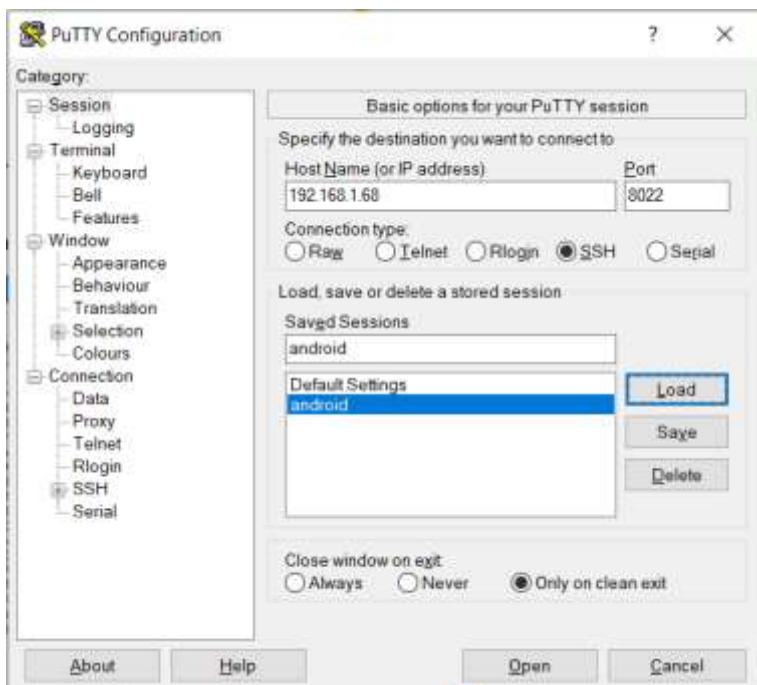 PuTTY Configuration ? ×
Category:
Session
Logging
Terminal
Keyboard
Bell
Features
Window
Appearance
Behaviour
Translation
Selection
Colours
Connection
Data
Proxy
Telnet
Rlogin
SSH
Serial
Basic options for your PuTTY session
Specify the destination you want to connect to
Host Name (or IP address) Port
192.168.1.68 8022
Connection type:
Raw Telnet Rlogin SSH Serial
Load, save or delete a stored session
Saved Sessions
android
Default Settings
android
Load
Save
Delete
Close window on exit
Always Never Only on clean exit
About Help Open Cancel